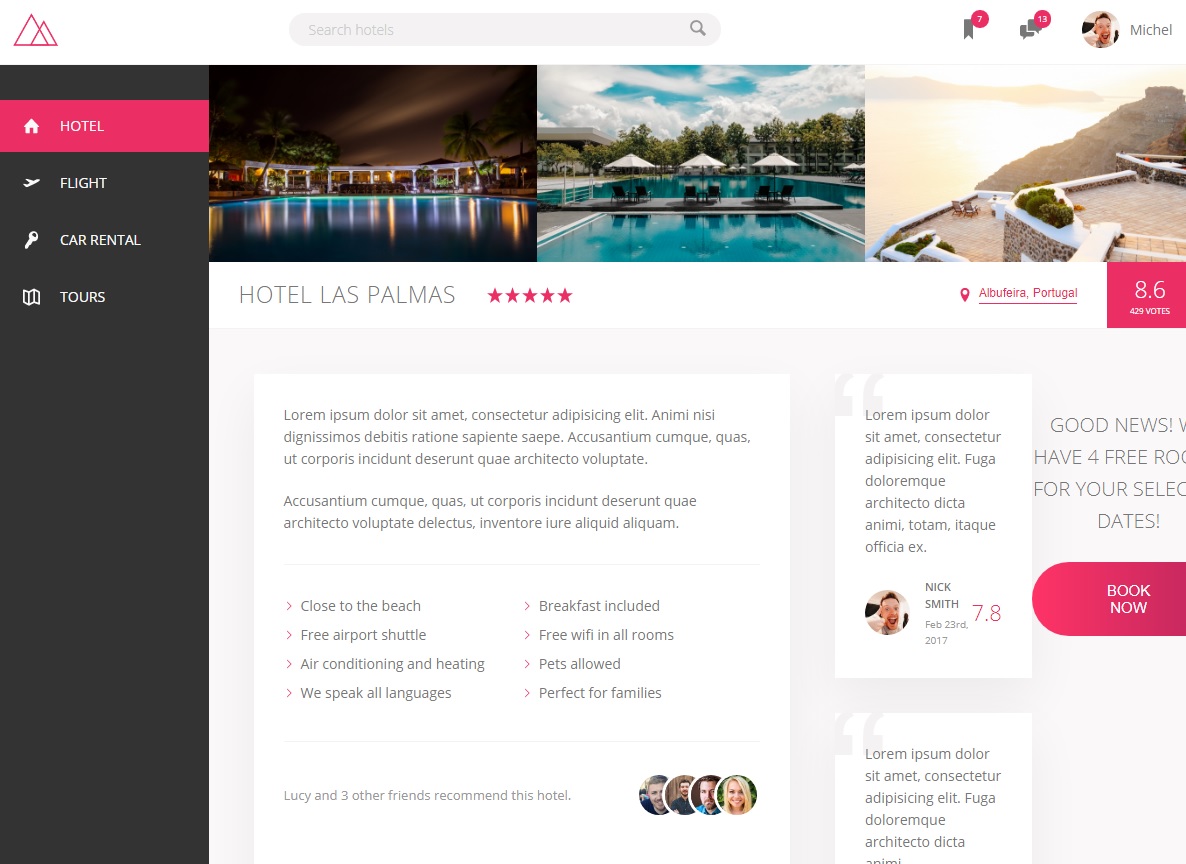 Search hotels
7
13
Michel
HOTEL
FLIGHT
CAR RENTAL
TOURS
HOTEL LAS PALMAS
Albufeira, Portugal
8.6
429 VOTES
Lorem ipsum dolor sit amet, consectetur adipisicing elit. Animi nisi
dignissimos debitis ratione sapiente saepe. Accusantium cumque, quas,
ut corporis incidunt deserunt quae architecto voluptate.
Accusantium cumque, quas, ut corporis incidunt deserunt quae
architecto voluptate delectus, inventore iure aliquid aliquam.
Close to the beach
Free airport shuttle
Air conditioning and heating
We speak all languages
Breakfast included
Free wifi in all rooms
Pets allowed
Perfect for families
Lucy and 3 other friends recommend this hotel.
Lorem ipsum dolor
sit amet, consectetur
adipisicing elit. Fuga
doloremque
architecto dicta
animi, totam, itaque
officia ex.
NICK
SMITH
Feb 23rd,
2017
7.8
Lorem ipsum dolor
sit amet, consectetur
adipisicing elit. Fuga
doloremque
architecto dicta
animi,
GOOD NEWS! W
HAVE 4 FREE ROO
FOR YOUR SELEC
DATES!
BOOK
NOW